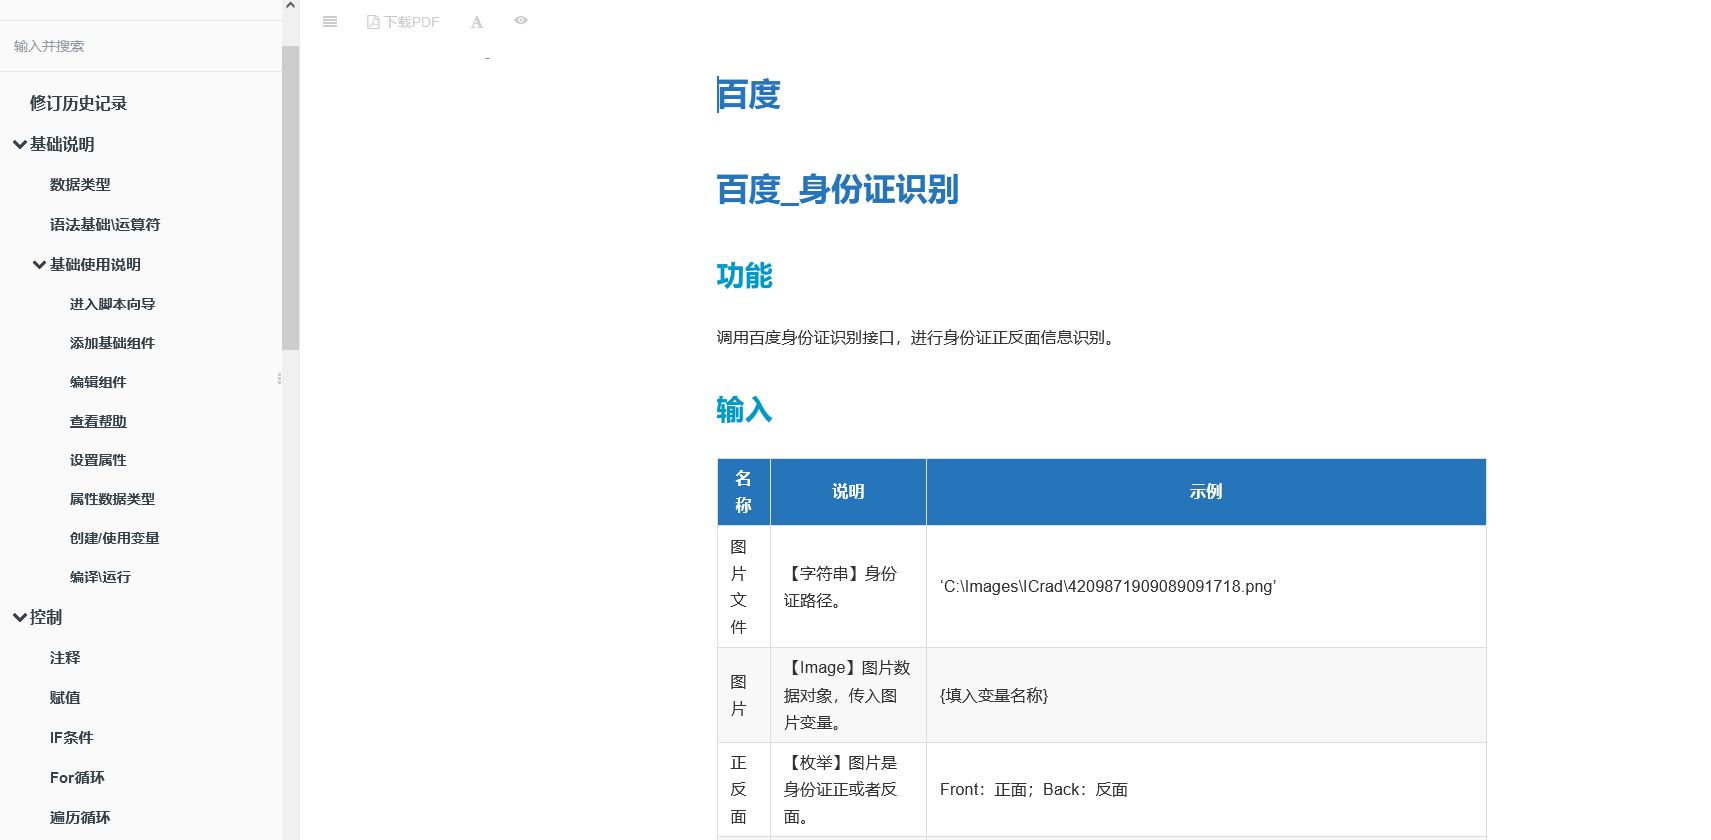 输入并搜索
修订历史记录
基础说明
数据类型
语法基础\运算符
基础使用说明
进入脚本向导
添加基础组件
编辑组件
查看帮助
设置属性
属性数据类型
创建/使用变量
编译\运行
控制
注释
赋值
IF条件
For循环
遍历循环
下载PDF
A
百度
百度_身份证识别
功能
调用百度身份证识别接口，进行身份证正反面信息识别。
输入
名
称
说明
示例
图
片
文
件
【字符串】身份
证路径。
‘C:\Images\ICrad\4209871909089091718.png’
图
片
【Image】图片数
据对象，传入图
片变量。
{填入变量名称}
正
反
面
【枚举】图片是
身份证正或者反
面。
Front：正面；Back：反面